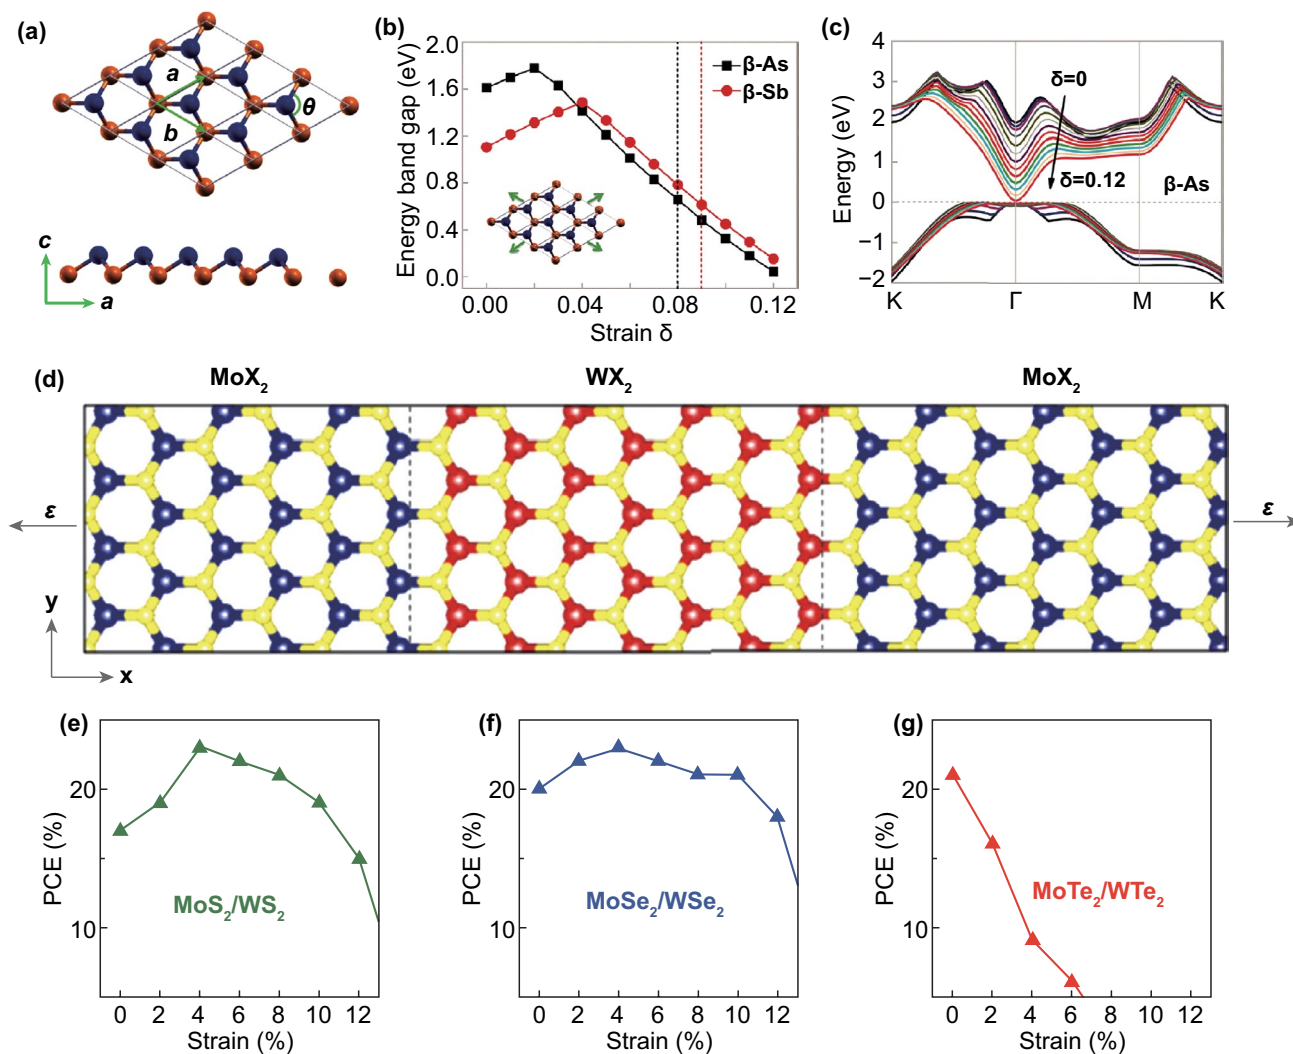 (a)
a
b
θ
c
a
(b)
Energy band gap (eV)
2.0
1.6
1.2
0.8
0.4
0.0
β-As
β-Sb
0.00 0.04 0.08 0.12
Strain δ
(c)
Energy (eV)
4
3
2
1
0
−1
−2
δ=0
δ=0.12
β-As
K Γ M K
(d)
MoX₂ WX₂ MoX₂
ε ε
y
x
(e)
PCE (%)
20
10
MoS₂/WS₂
0 2 4 6 8 10 12
Strain (%)
(f)
PCE (%)
20
10
MoSe₂/WSe₂
0 2 4 6 8 10 12
Strain (%)
(g)
PCE (%)
20
10
MoTe₂/WTe₂
0 2 4 6 8 10 12
Strain (%)